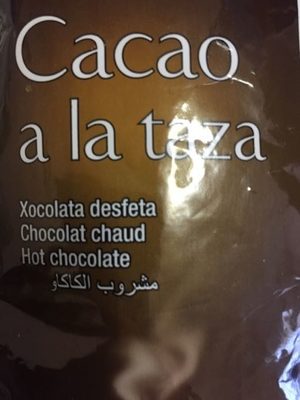 Cacao
a la taza
Xocolata desfeta
Chocolat chaud
Hot chocolate
مشروب الكاكاو